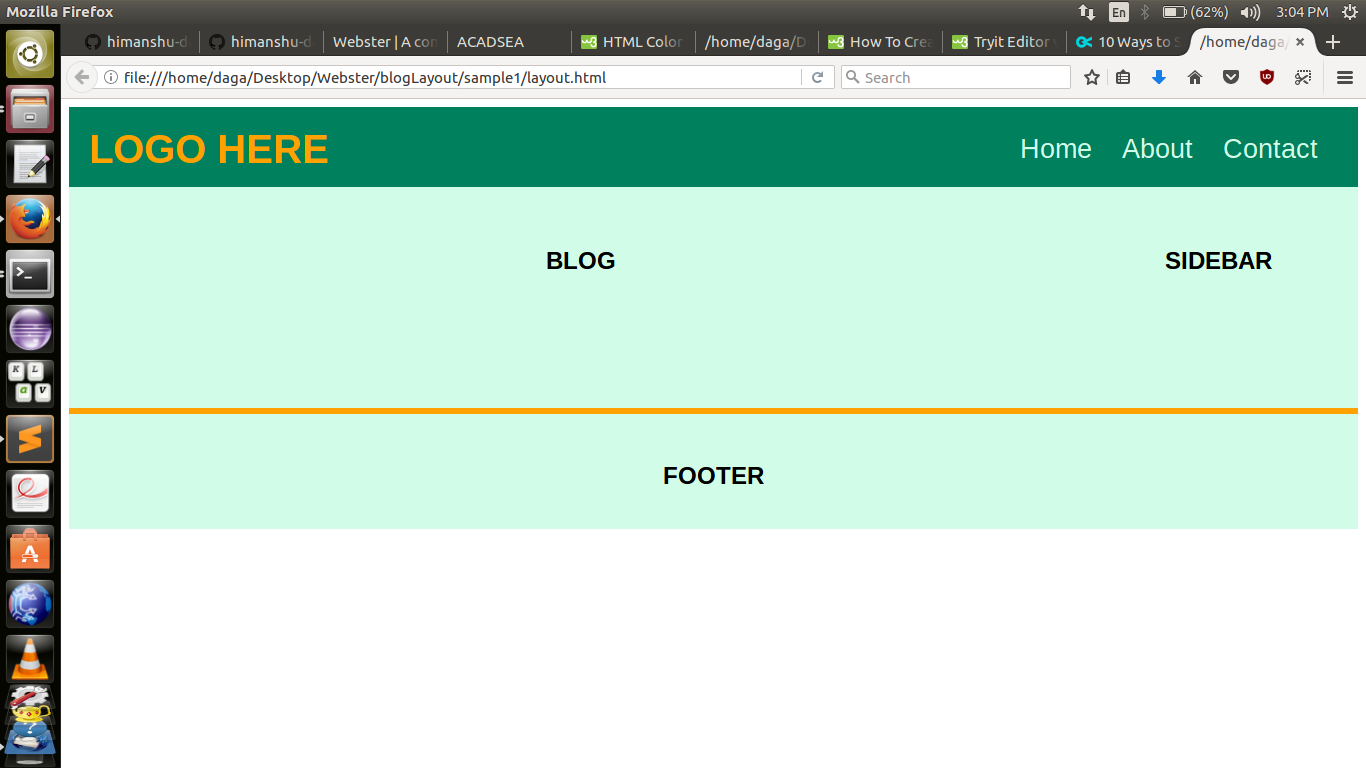 Mozilla Firefox En (62%) 3:04 PM
himanshu-d himanshu-d Webster | A con ACADSEA HTML Color /home/daga/D How To Crea Tryit Editor 10 Ways to S /home/daga/
file:///home/daga/Desktop/Webster/blogLayout/sample1/layout.html Search
LOGO HERE Home About Contact
BLOG SIDEBAR
FOOTER